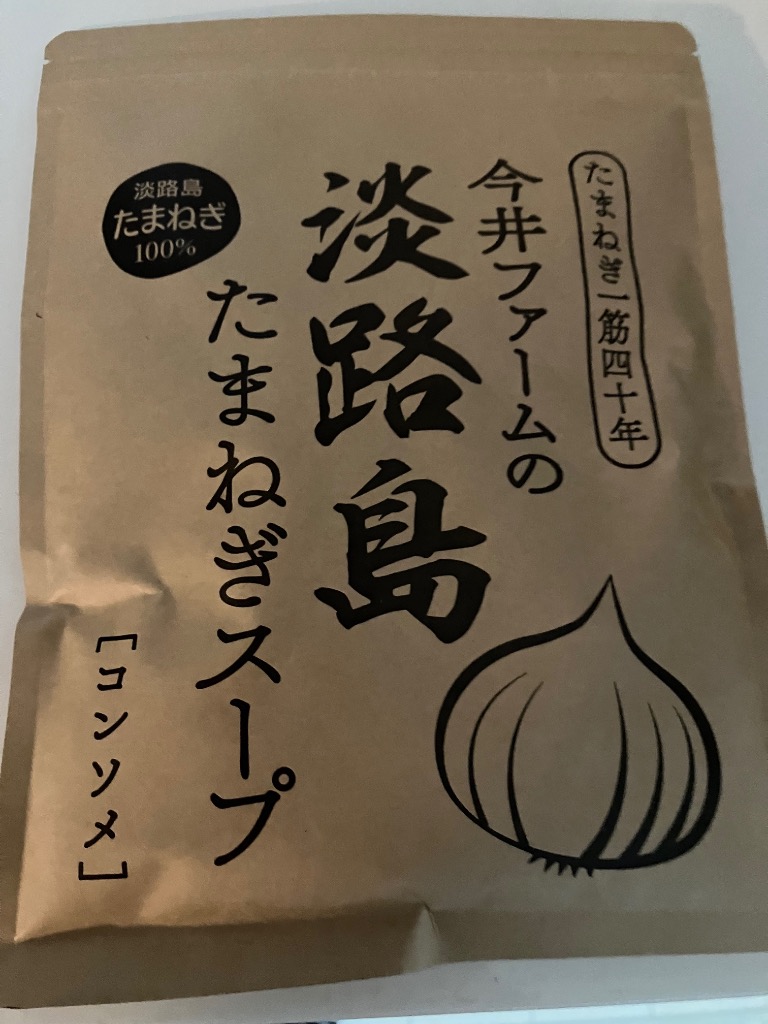 たまねぎ一筋四十年
今井ファームの
淡路島
たまねぎスープ
[コンソメ]
淡路島
たまねぎ
100%